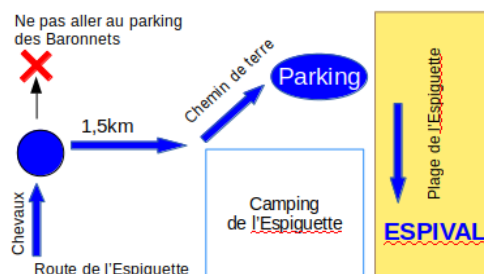 Ne pas aller au parking
des Baronnets
1,5km
Chemin de terre
Parking
Plage de l'Espiguette
Chevaux
Camping
de l'Espiguette
ESPIVAL
Route de l'Espiguette